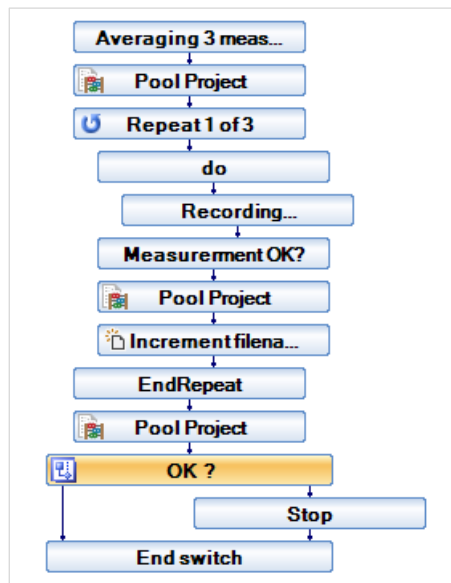 Averaging 3 meas...
Pool Project
Repeat 1 of 3
do
Recording...
Measurerment OK?
Pool Project
Increment filena...
EndRepeat
Pool Project
OK ?
Stop
End switch